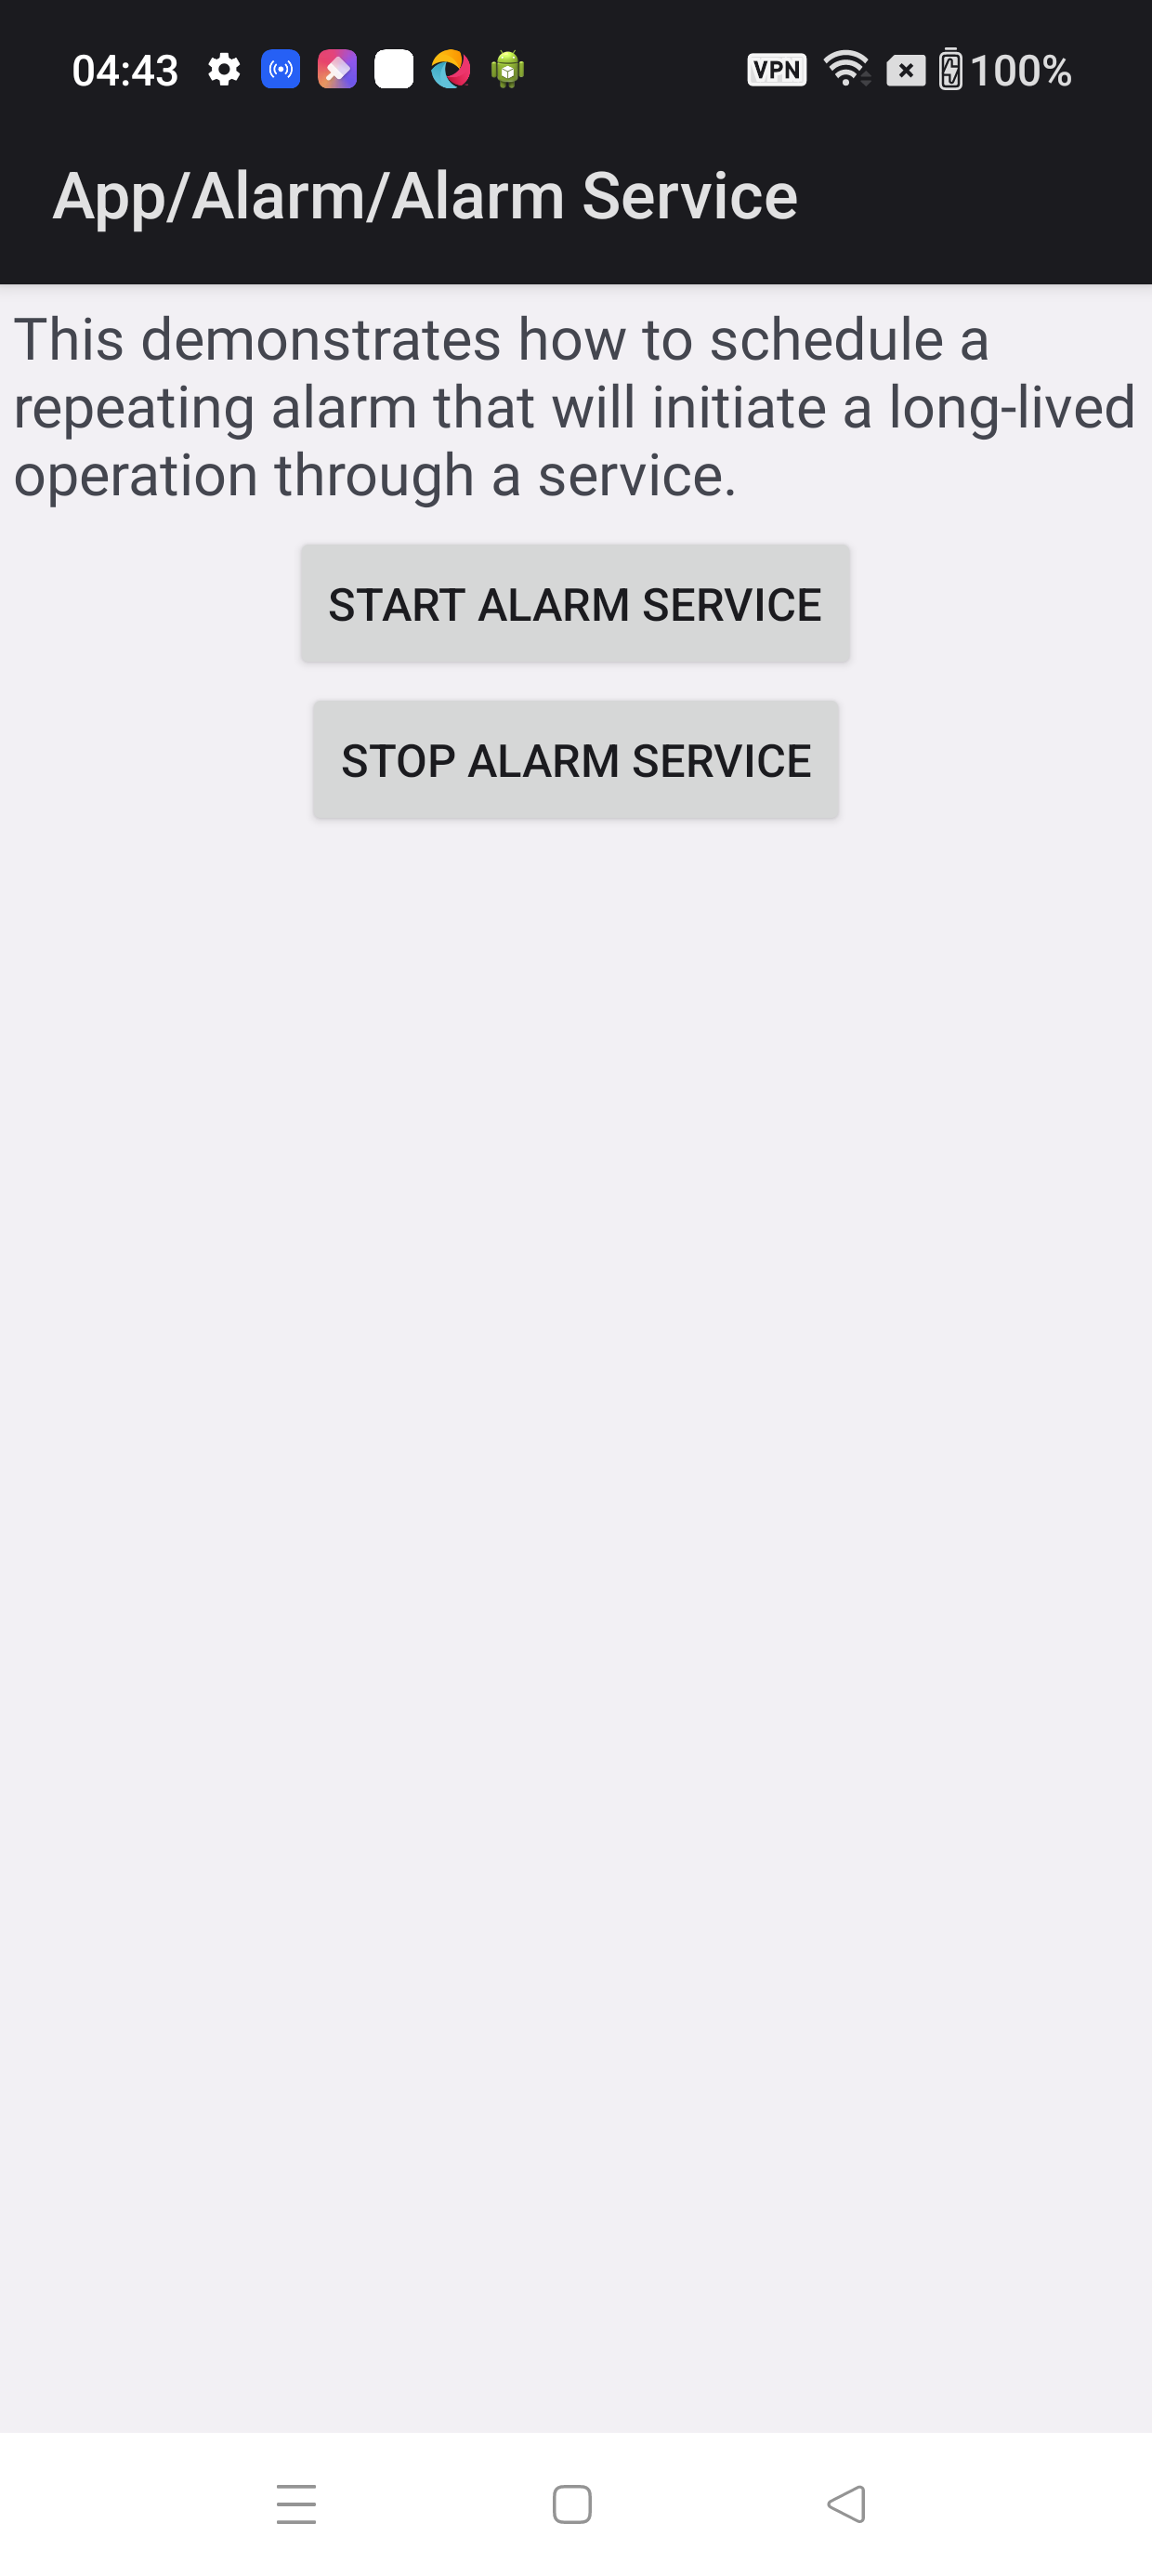 04:43 VPN 100%
App/Alarm/Alarm Service
This demonstrates how to schedule a
repeating alarm that will initiate a long-lived
operation through a service.
START ALARM SERVICE
STOP ALARM SERVICE